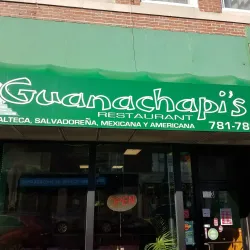 Guanachapi's
RESTAURANT
ALTECA, SALVADOREÑA, MEXICANA Y AMERICANA 781-78